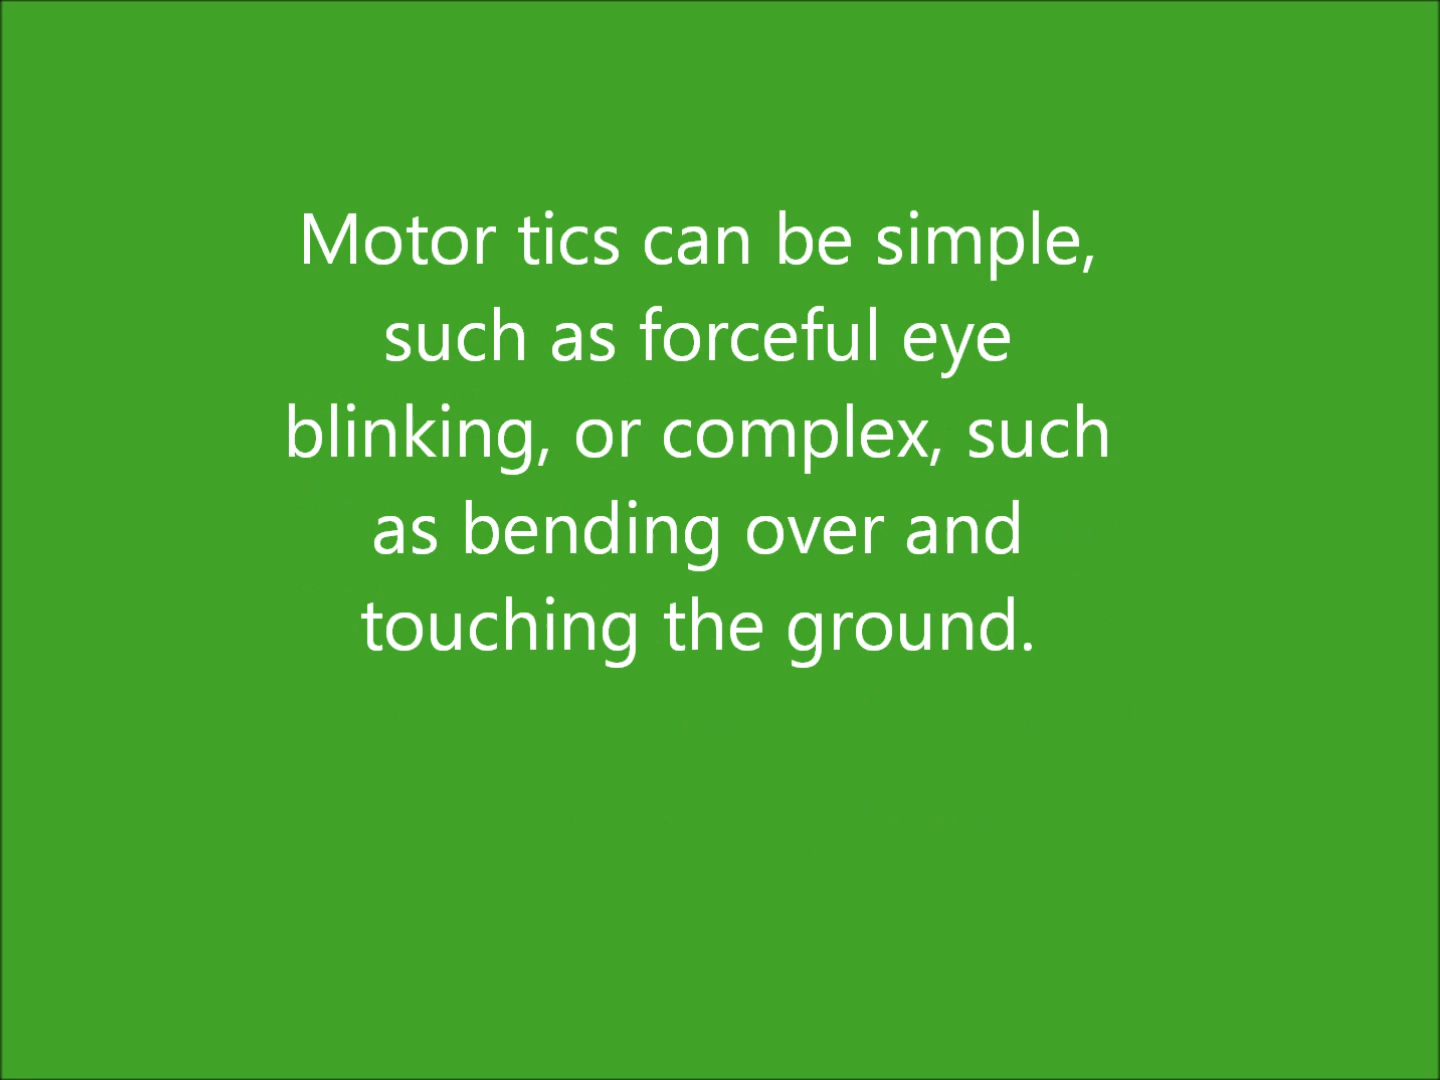 Motor tics can be simple,
such as forceful eye
blinking, or complex, such
as bending over and
touching the ground.